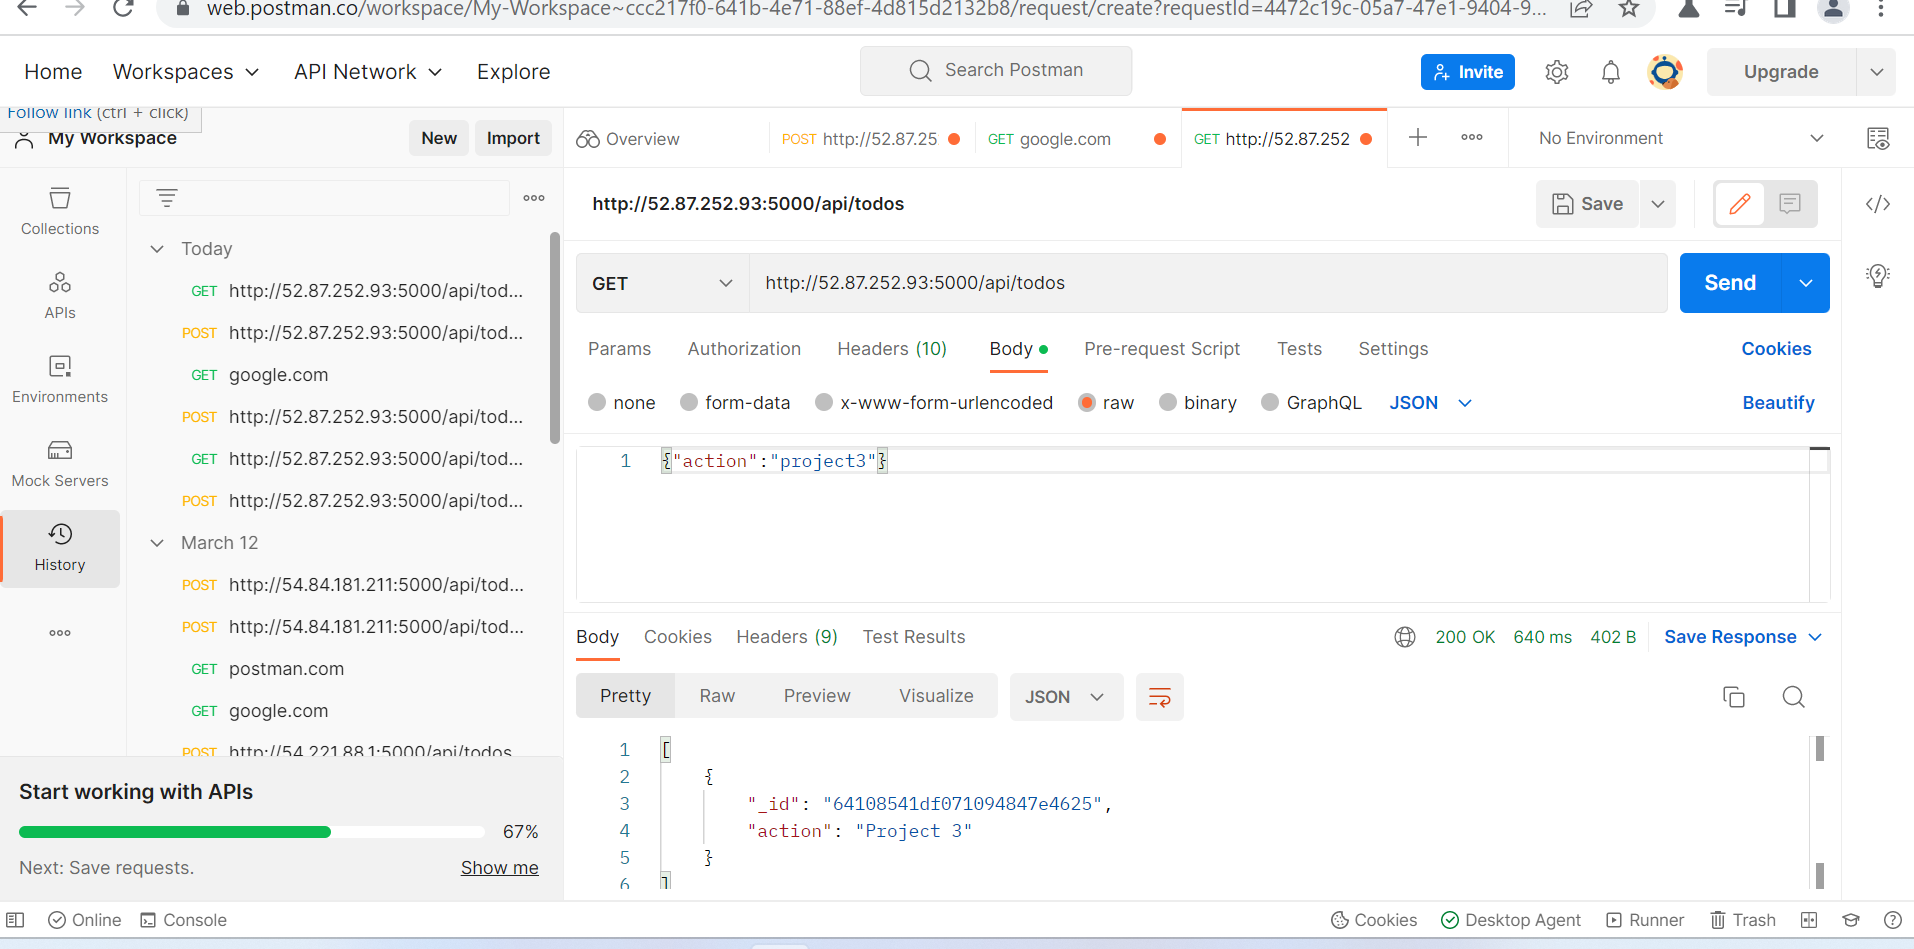 web.postman.co/workspace/My-Workspace~ccc217f0-641b-4e71-88ef-4d815d2132b8/request/create?requestId=4472c19c-05a7-47e1-9404-9...
Home Workspaces API Network Explore Search Postman Invite Upgrade
Follow link (ctrl + click)
My Workspace New Import
Overview POST http://52.87.25 GET google.com GET http://52.87.252 No Environment
Collections
APIs
Environments
Mock Servers
History
Today
GET http://52.87.252.93:5000/api/tod...
POST http://52.87.252.93:5000/api/tod...
GET google.com
POST http://52.87.252.93:5000/api/tod...
GET http://52.87.252.93:5000/api/tod...
POST http://52.87.252.93:5000/api/tod...
March 12
POST http://54.84.181.211:5000/api/tod...
POST http://54.84.181.211:5000/api/tod...
GET postman.com
GET google.com
POST http://54.221.88.1:5000/api/todos
Start working with APIs
67%
Next: Save requests. Show me
http://52.87.252.93:5000/api/todos Save
GET http://52.87.252.93:5000/api/todos Send
Params Authorization Headers (10) Body Pre-request Script Tests Settings Cookies
none form-data x-www-form-urlencoded raw binary GraphQL JSON Beautify
1 {"action":"project3"}
Body Cookies Headers (9) Test Results 200 OK 640 ms 402 B Save Response
Pretty Raw Preview Visualize JSON
1 [
2 {
3 "_id": "64108541df071094847e4625",
4 "action": "Project 3"
5 }
6 ]
Online Console Cookies Desktop Agent Runner Trash